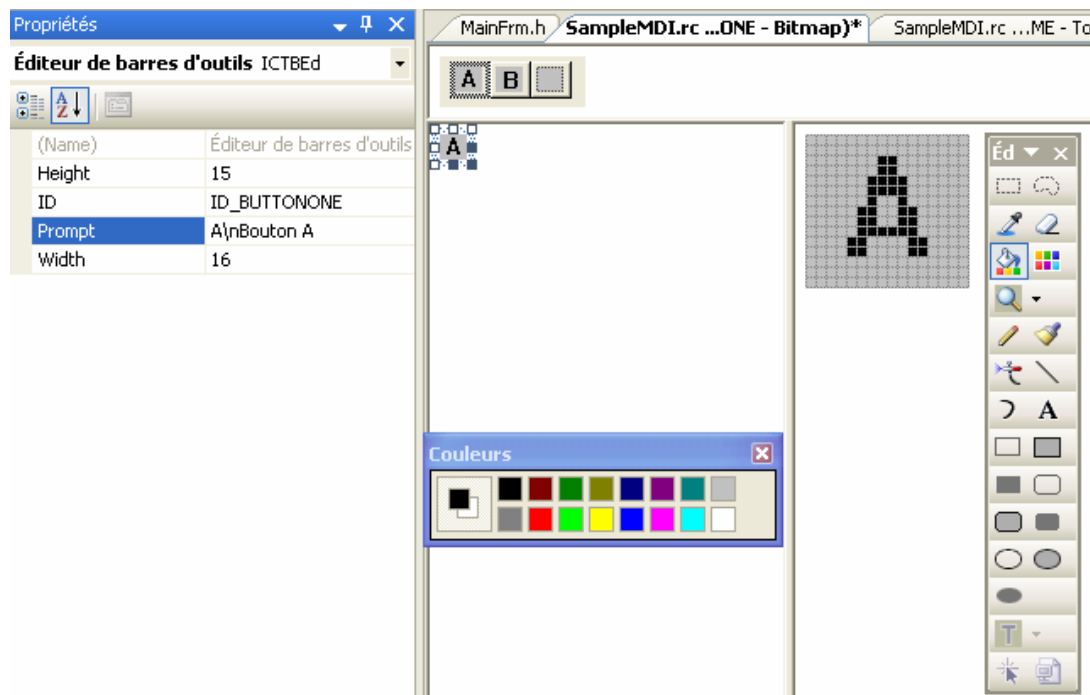 Propriétés
MainFrm.h
SampleMDI.rc ...ONE - Bitmap)*
SampleMDI.rc ...ME - To
Éditeur de barres d'outils ICTBEd
A B
A
Z
(Name) Éditeur de barres d'outils
Height 15
ID ID_BUTTONONE
Prompt A\nBouton A
Width 16
A
A
Éd
A
T
Couleurs